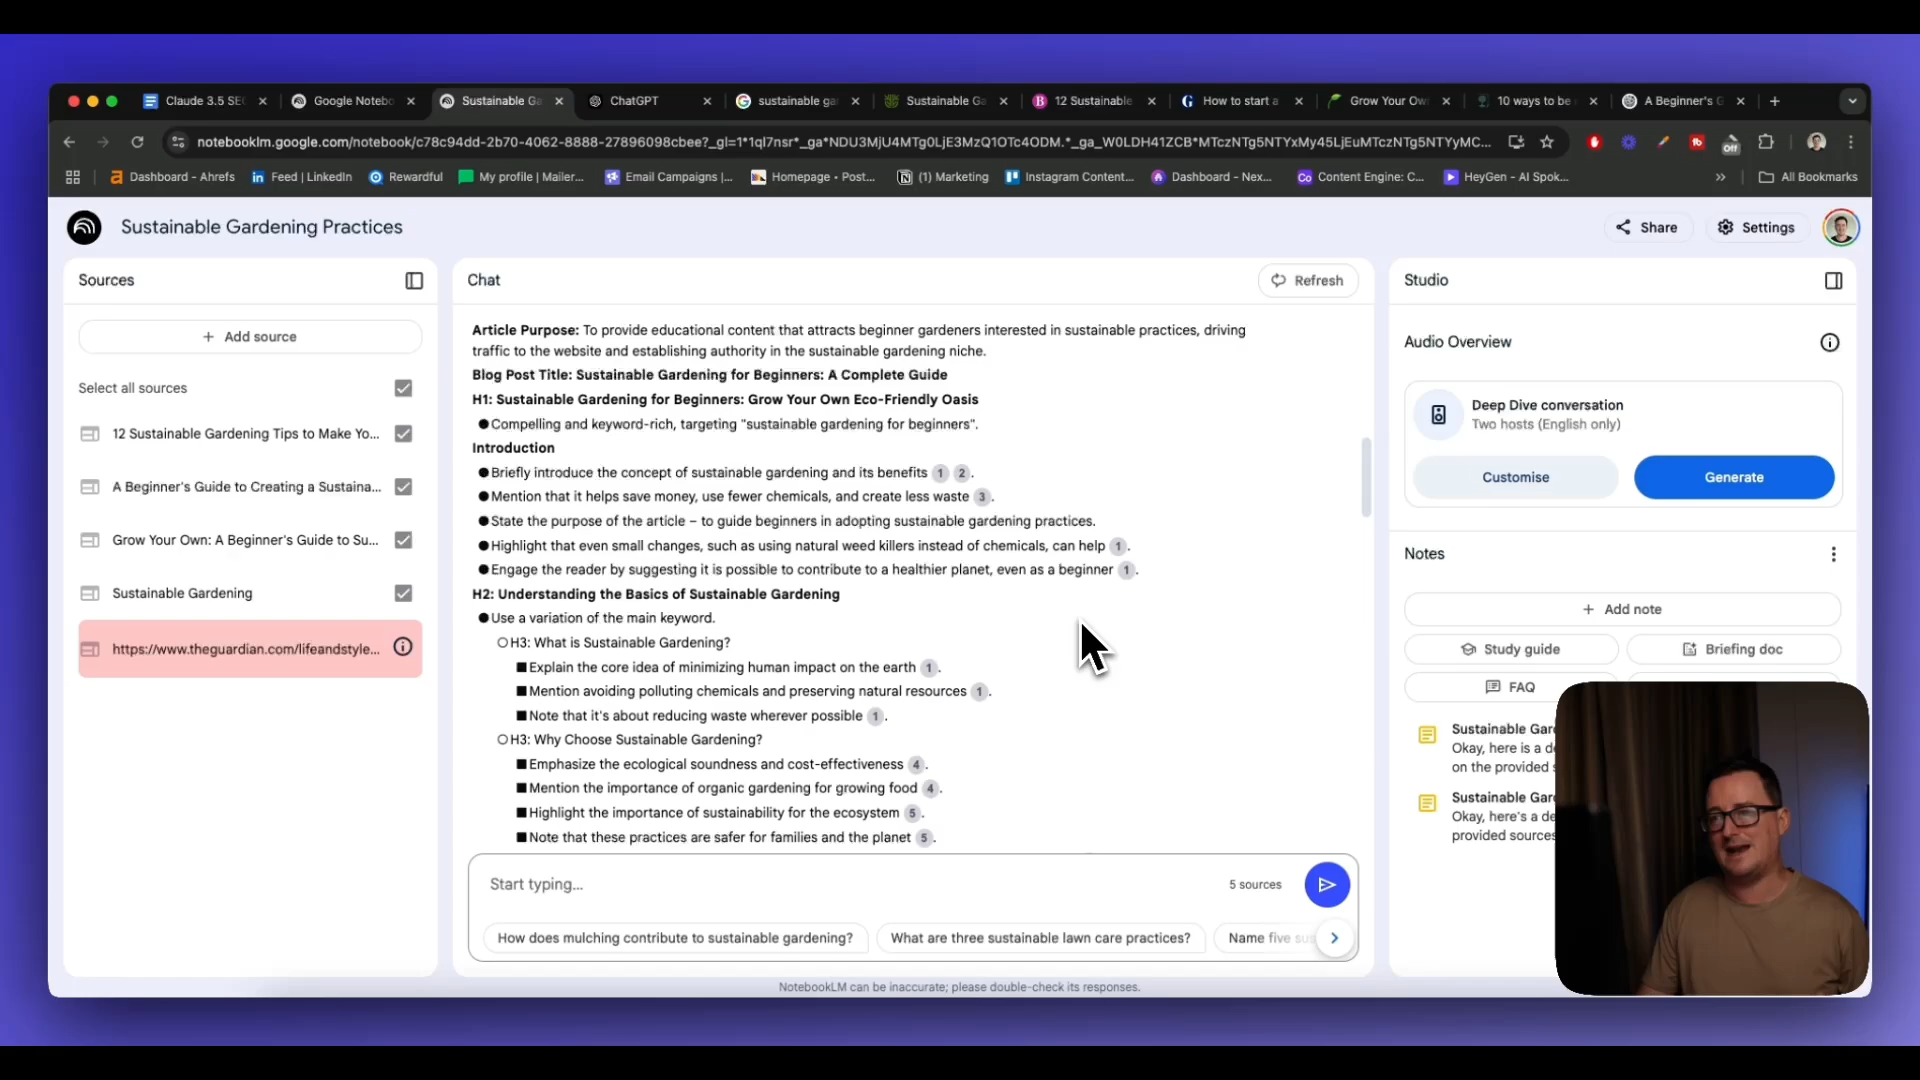 Claude 3.5 SE
Google Notebo
Sustainable Ga
ChatGPT
sustainable ga
Sustainable Ga
12 Sustainable
How to start a
Grow Your Ow
10 ways to be
A Beginner's G
notebooklm.google.com/notebook/c78c94dd-2b70-4062-8888-27896098cbee?_gl=1*1ql7nsr*_ga*NDU3MjU4MTg0LjE3MzQ1OTc4ODM.*_ga_W0LDH41ZCB*MTczNTg5NTYxMy45LjEuMTczNTg5NTYyMC...
Off
Dashboard - Ahrefs
Feed | LinkedIn
Rewardful
My profile | Mailer...
Email Campaigns |...
Homepage • Post...
(1) Marketing
Instagram Content...
Dashboard - Nex...
Content Engine: C...
HeyGen - AI Spok...
»
All Bookmarks
Sustainable Gardening Practices
Share
Settings
Sources
+ Add source
Select all sources
12 Sustainable Gardening Tips to Make Yo...
A Beginner's Guide to Creating a Sustaina...
Grow Your Own: A Beginner's Guide to Su...
Sustainable Gardening
https://www.theguardian.com/lifeandstyle...
Chat
Refresh
Article Purpose: To provide educational content that attracts beginner gardeners interested in sustainable practices, driving
traffic to the website and establishing authority in the sustainable gardening niche.
Blog Post Title: Sustainable Gardening for Beginners: A Complete Guide
H1: Sustainable Gardening for Beginners: Grow Your Own Eco-Friendly Oasis
●Compelling and keyword-rich, targeting "sustainable gardening for beginners".
Introduction
●Briefly introduce the concept of sustainable gardening and its benefits 1 2.
●Mention that it helps save money, use fewer chemicals, and create less waste 3.
●State the purpose of the article – to guide beginners in adopting sustainable gardening practices.
●Highlight that even small changes, such as using natural weed killers instead of chemicals, can help 1.
●Engage the reader by suggesting it is possible to contribute to a healthier planet, even as a beginner 1.
H2: Understanding the Basics of Sustainable Gardening
●Use a variation of the main keyword.
○H3: What is Sustainable Gardening?
■Explain the core idea of minimizing human impact on the earth 1.
■Mention avoiding polluting chemicals and preserving natural resources 1.
■Note that it's about reducing waste wherever possible 1.
○H3: Why Choose Sustainable Gardening?
■Emphasize the ecological soundness and cost-effectiveness 4.
■Mention the importance of organic gardening for growing food 4.
■Highlight the importance of sustainability for the ecosystem 5.
■Note that these practices are safer for families and the planet 5.
Start typing...
5 sources
How does mulching contribute to sustainable gardening?
What are three sustainable lawn care practices?
Name five sus
NotebookLM can be inaccurate; please double-check its responses.
Studio
Audio Overview
Deep Dive conversation
Two hosts (English only)
Customise
Generate
Notes
+ Add note
Study guide
Briefing doc
FAQ
Sustainable Gar
Okay, here is a de
on the provided s
Sustainable Gar
Okay, here's a de
provided sources